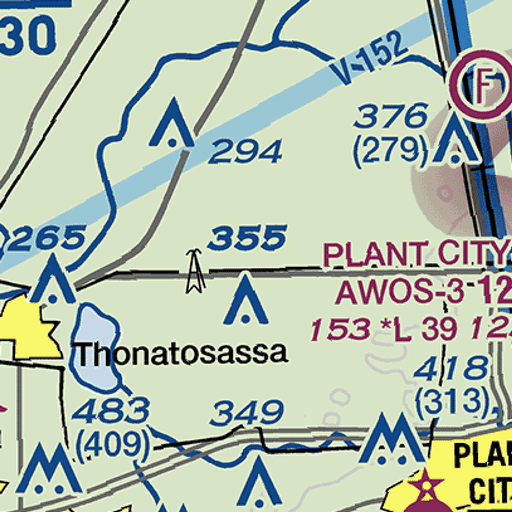 30
V-152
F
376
(279)
294
265
355
PLANT CITY
AWOS-3 12
153 *L 39 12
Thonatosassa
418
(313)
483
(409)
349
PLA
CIT